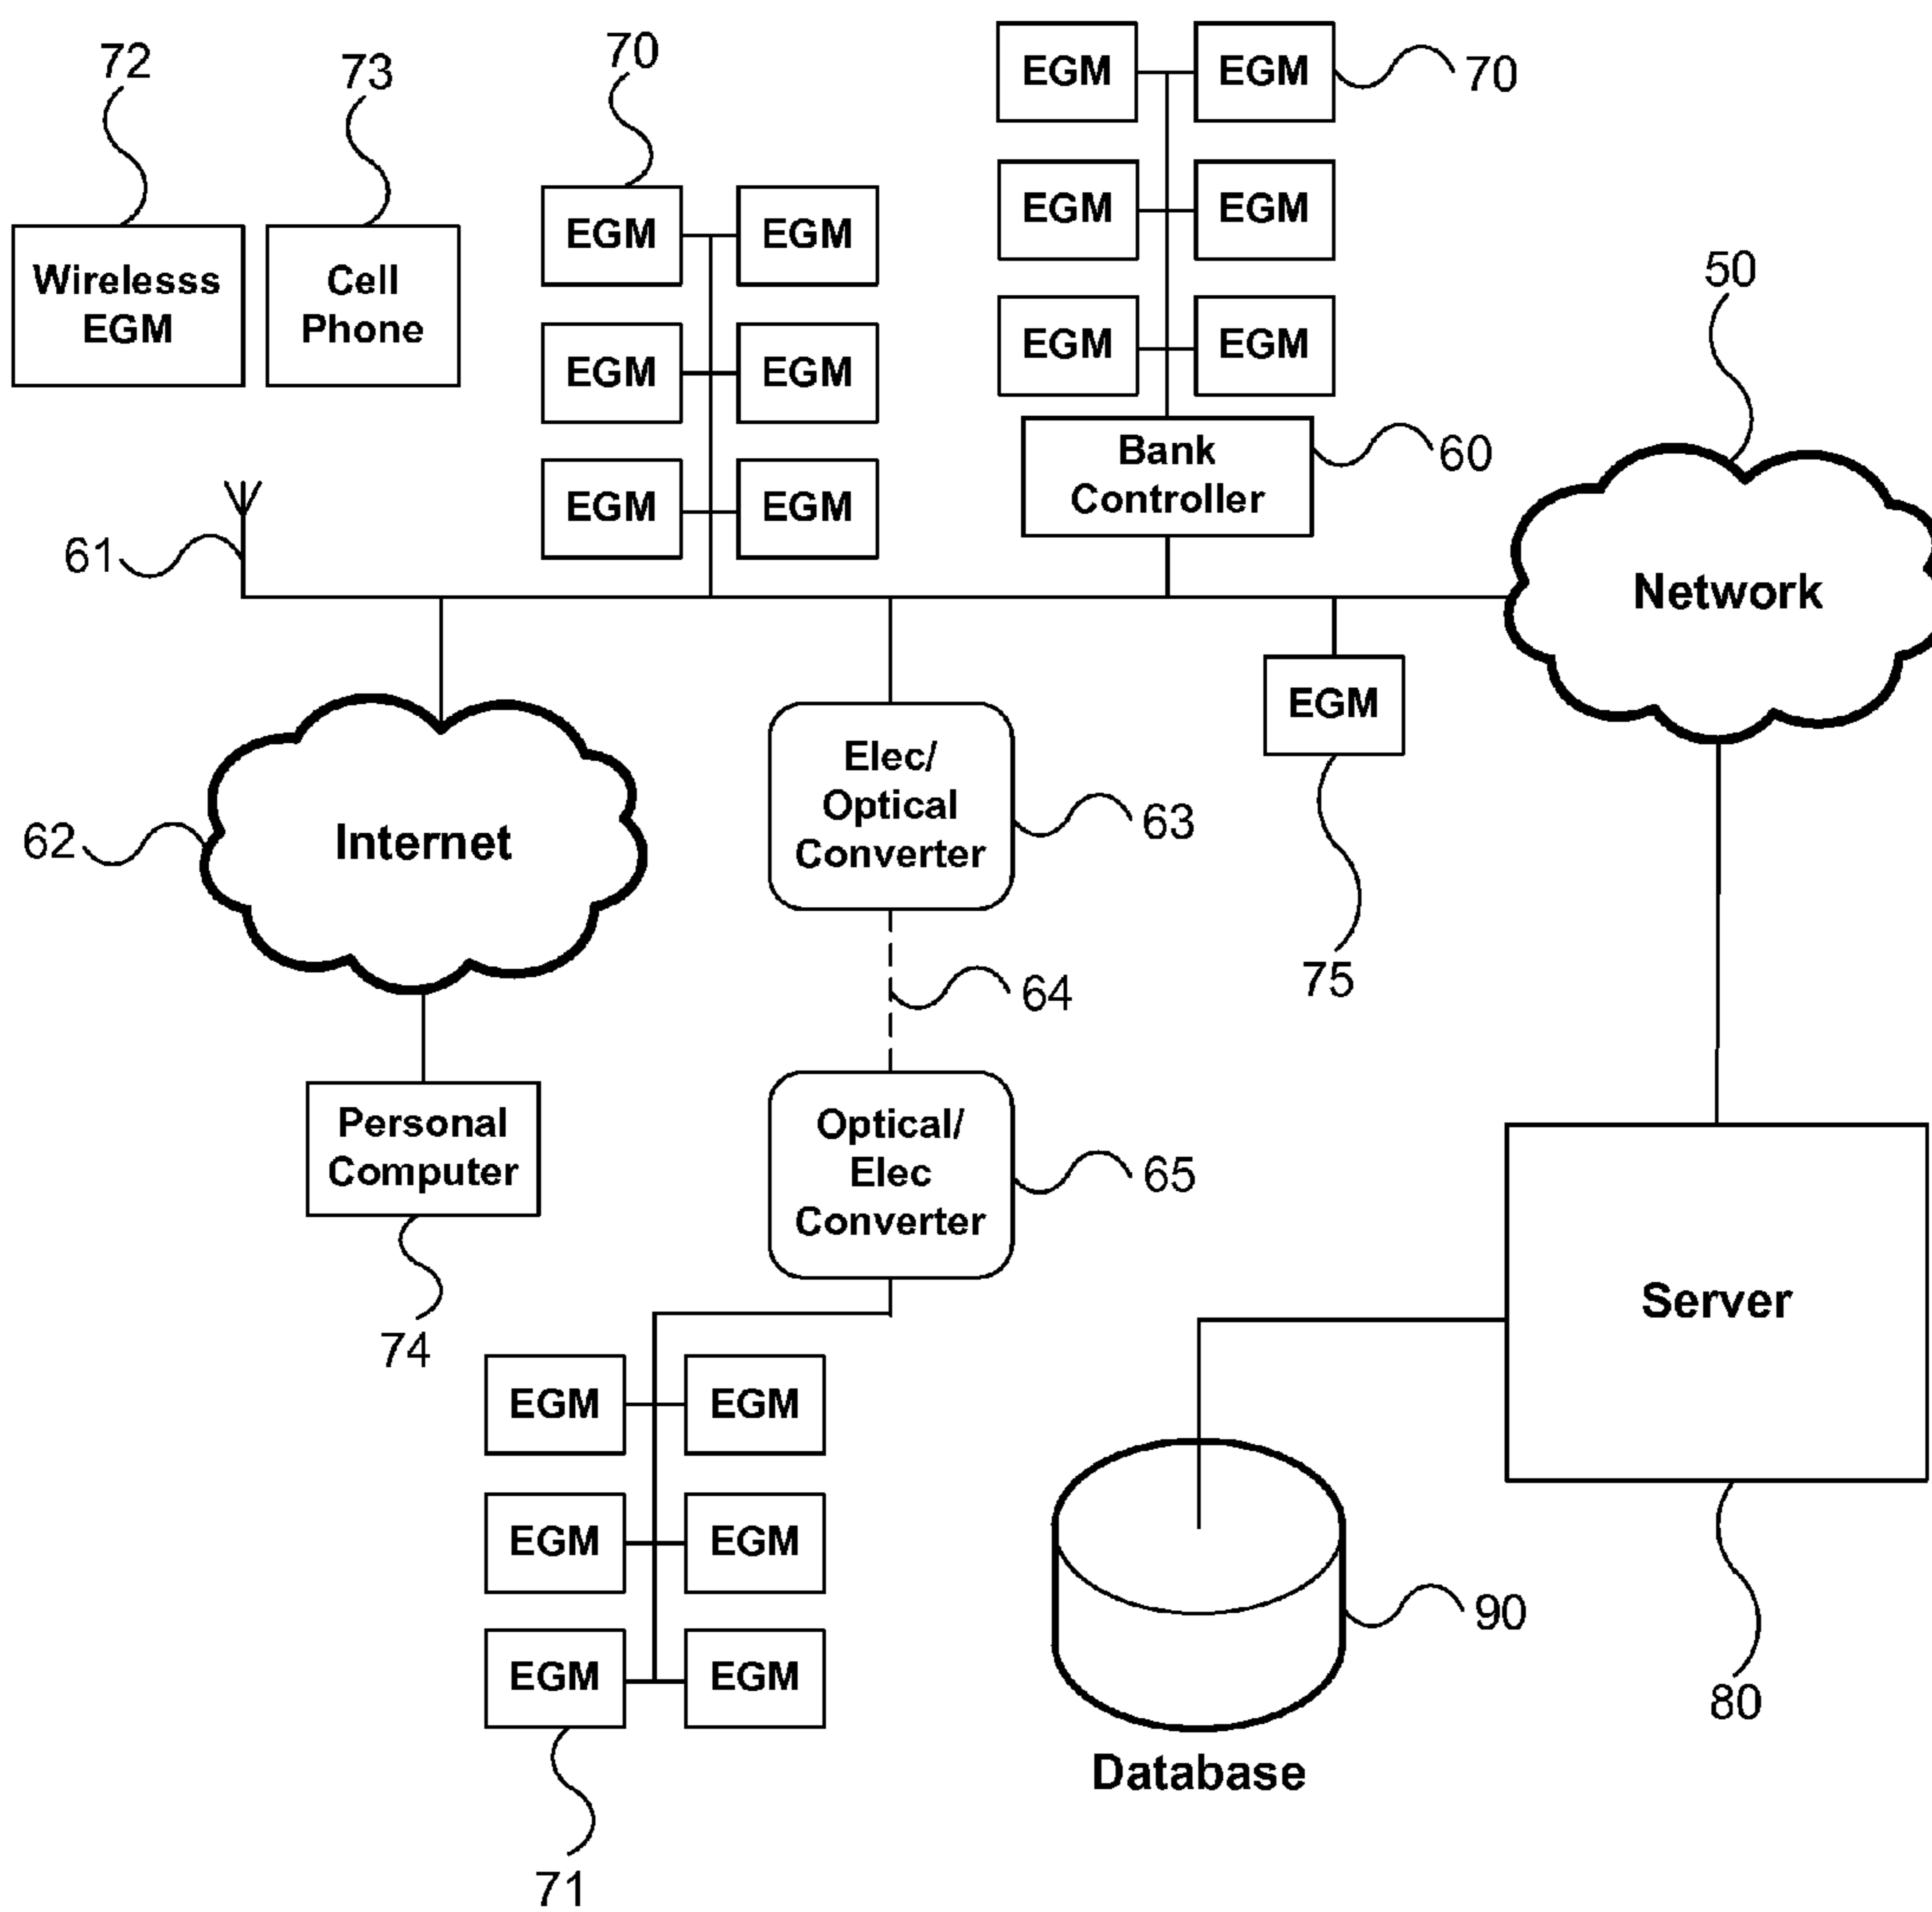 72
73
70
EGM
EGM
70
EGM
EGM
EGM
EGM
EGM
EGM
EGM
EGM
EGM
EGM
Wirelesss
EGM
Cell
Phone
50
Bank
Controller
60
61
Network
EGM
75
Internet
62
Elec/
Optical
Converter
63
64
Personal
Computer
74
Optical/
Elec
Converter
65
Server
80
EGM
EGM
EGM
EGM
EGM
EGM
71
90
Database